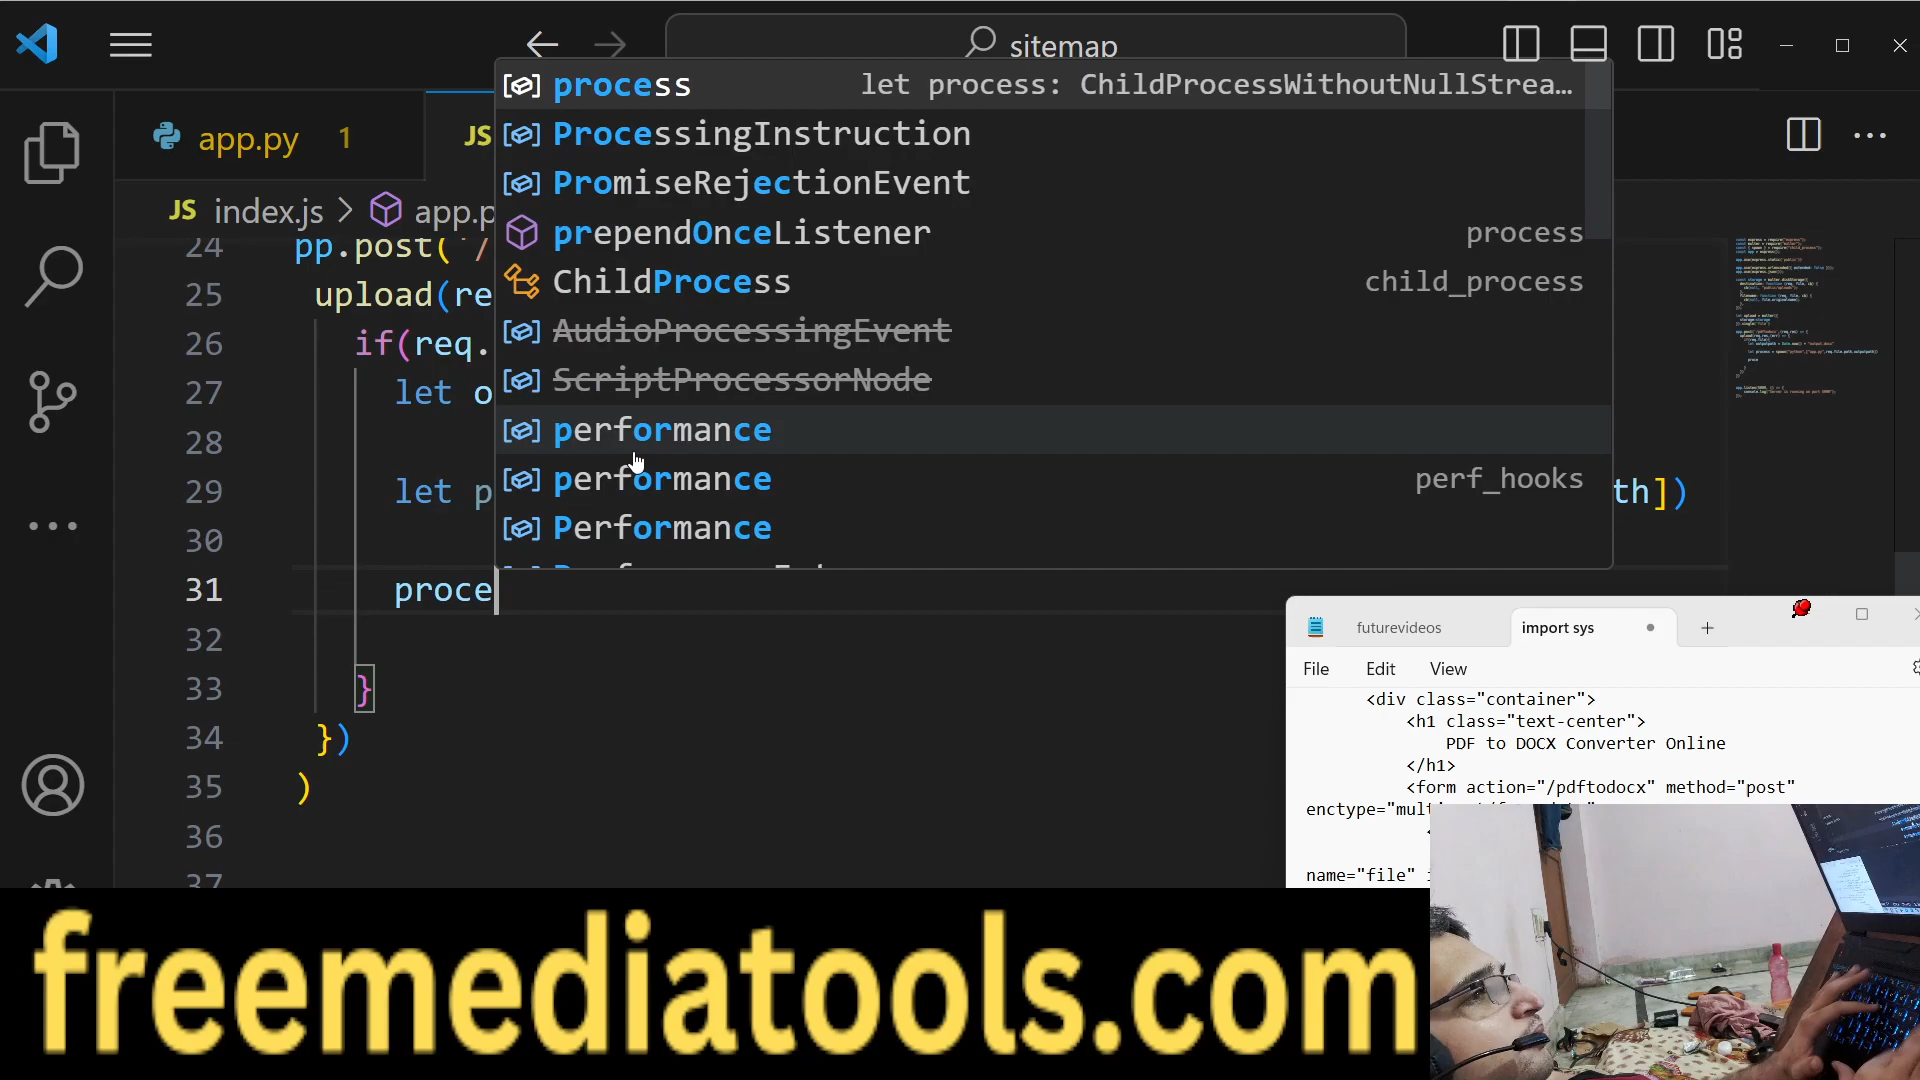 sitemap
app.py 1
JS
JS index.js > app.p
process let process: ChildProcessWithoutNullStrea…
ProcessingInstruction
PromiseRejectionEvent
prependOnceListener process
ChildProcess child_process
AudioProcessingEvent
ScriptProcessorNode
performance
performance perf_hooks
Performance
24 pp.post('/
25 upload(re
26 if(req.
27 let o
28
29 let p th])
30
31 proce
32
33 }
34 })
35 )
36
37
futurevideos import sys
File Edit View
<div class="container">
<h1 class="text-center">
PDF to DOCX Converter Online
</h1>
<form action="/pdftodocx" method="post"
name="file"
freemediatools.com